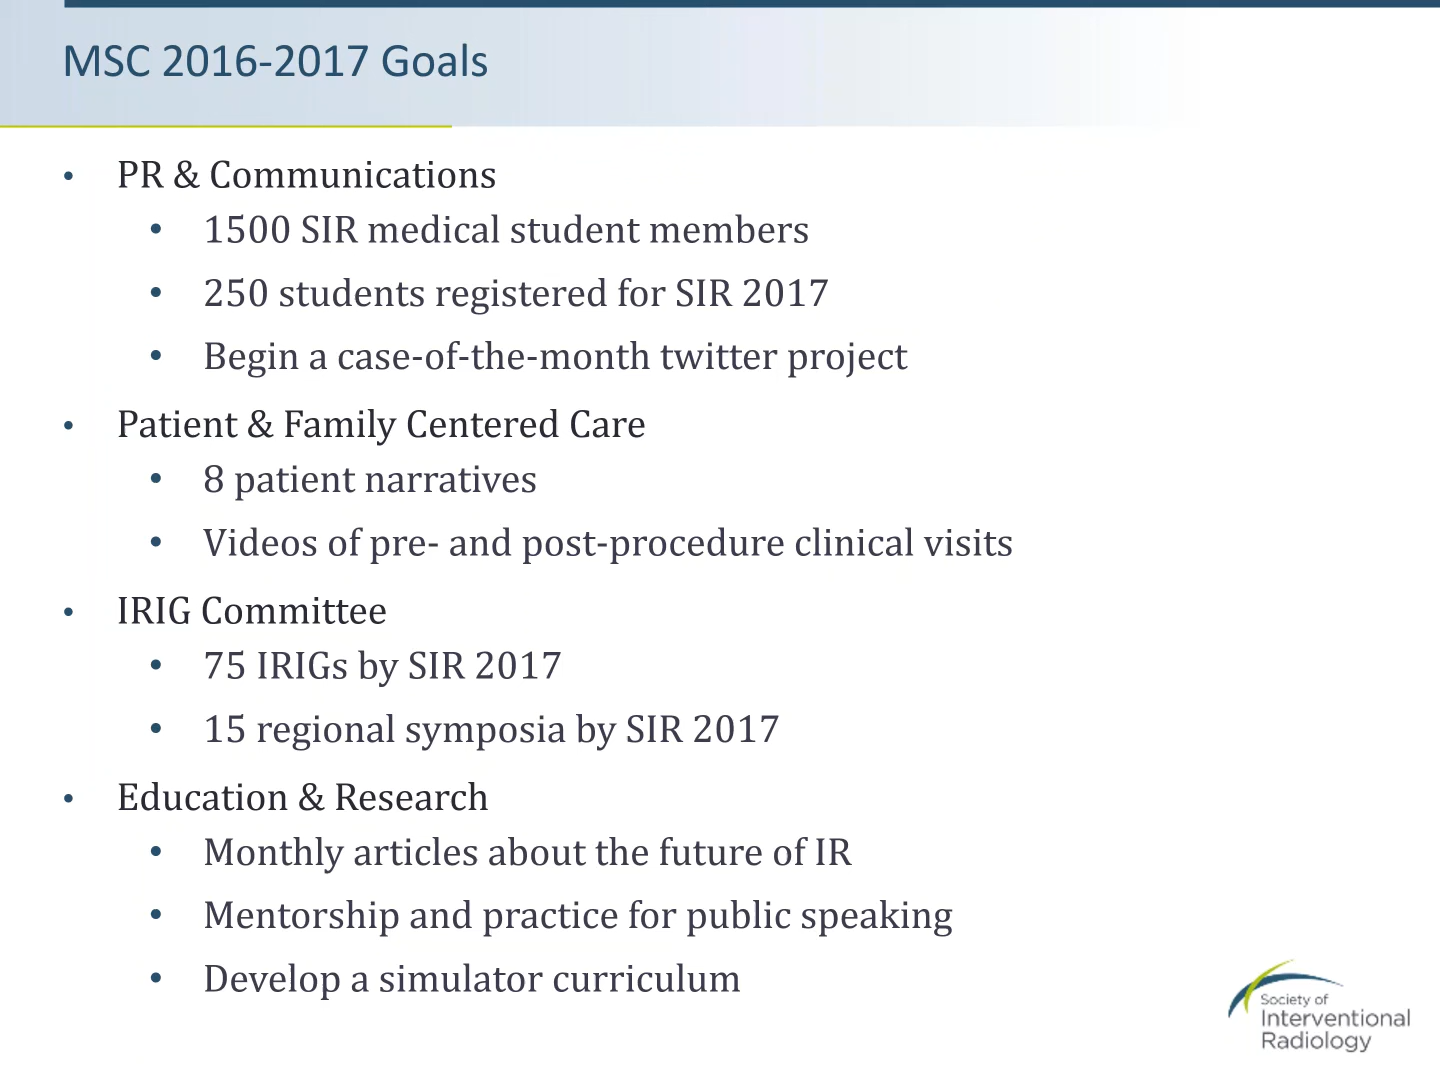 MSC 2016-2017 Goals
• PR & Communications
• 1500 SIR medical student members
• 250 students registered for SIR 2017
• Begin a case-of-the-month twitter project
• Patient & Family Centered Care
• 8 patient narratives
• Videos of pre- and post-procedure clinical visits
• IRIG Committee
• 75 IRIGs by SIR 2017
• 15 regional symposia by SIR 2017
• Education & Research
• Monthly articles about the future of IR
• Mentorship and practice for public speaking
• Develop a simulator curriculum
Society of
Interventional
Radiology